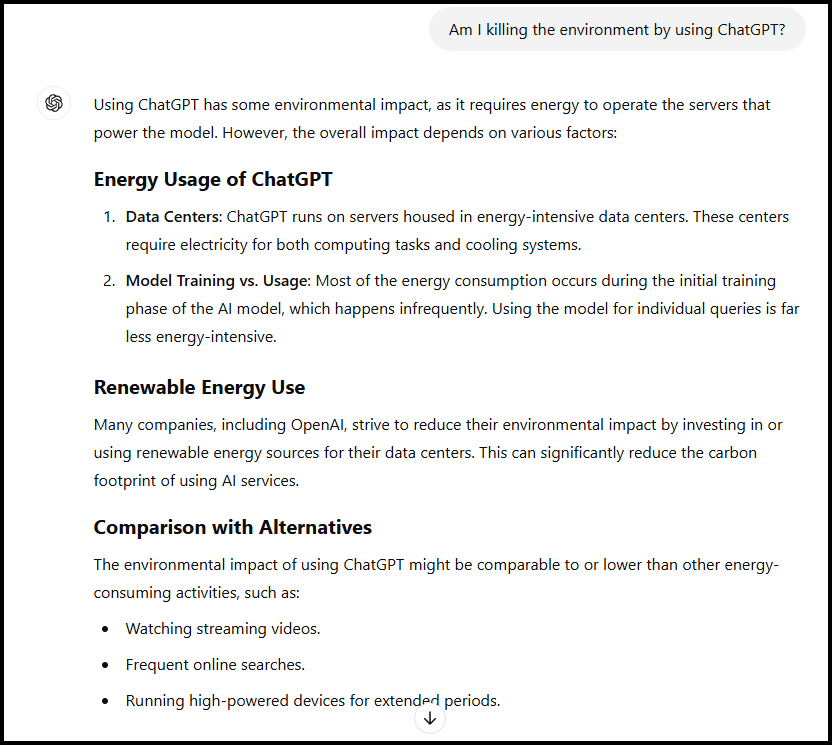 Am I killing the environment by using ChatGPT?
Using ChatGPT has some environmental impact, as it requires energy to operate the servers that
power the model. However, the overall impact depends on various factors:
Energy Usage of ChatGPT
1. Data Centers: ChatGPT runs on servers housed in energy-intensive data centers. These centers
require electricity for both computing tasks and cooling systems.
2. Model Training vs. Usage: Most of the energy consumption occurs during the initial training
phase of the AI model, which happens infrequently. Using the model for individual queries is far
less energy-intensive.
Renewable Energy Use
Many companies, including OpenAI, strive to reduce their environmental impact by investing in or
using renewable energy sources for their data centers. This can significantly reduce the carbon
footprint of using AI services.
Comparison with Alternatives
The environmental impact of using ChatGPT might be comparable to or lower than other energy-
consuming activities, such as:
• Watching streaming videos.
• Frequent online searches.
• Running high-powered devices for extended periods.